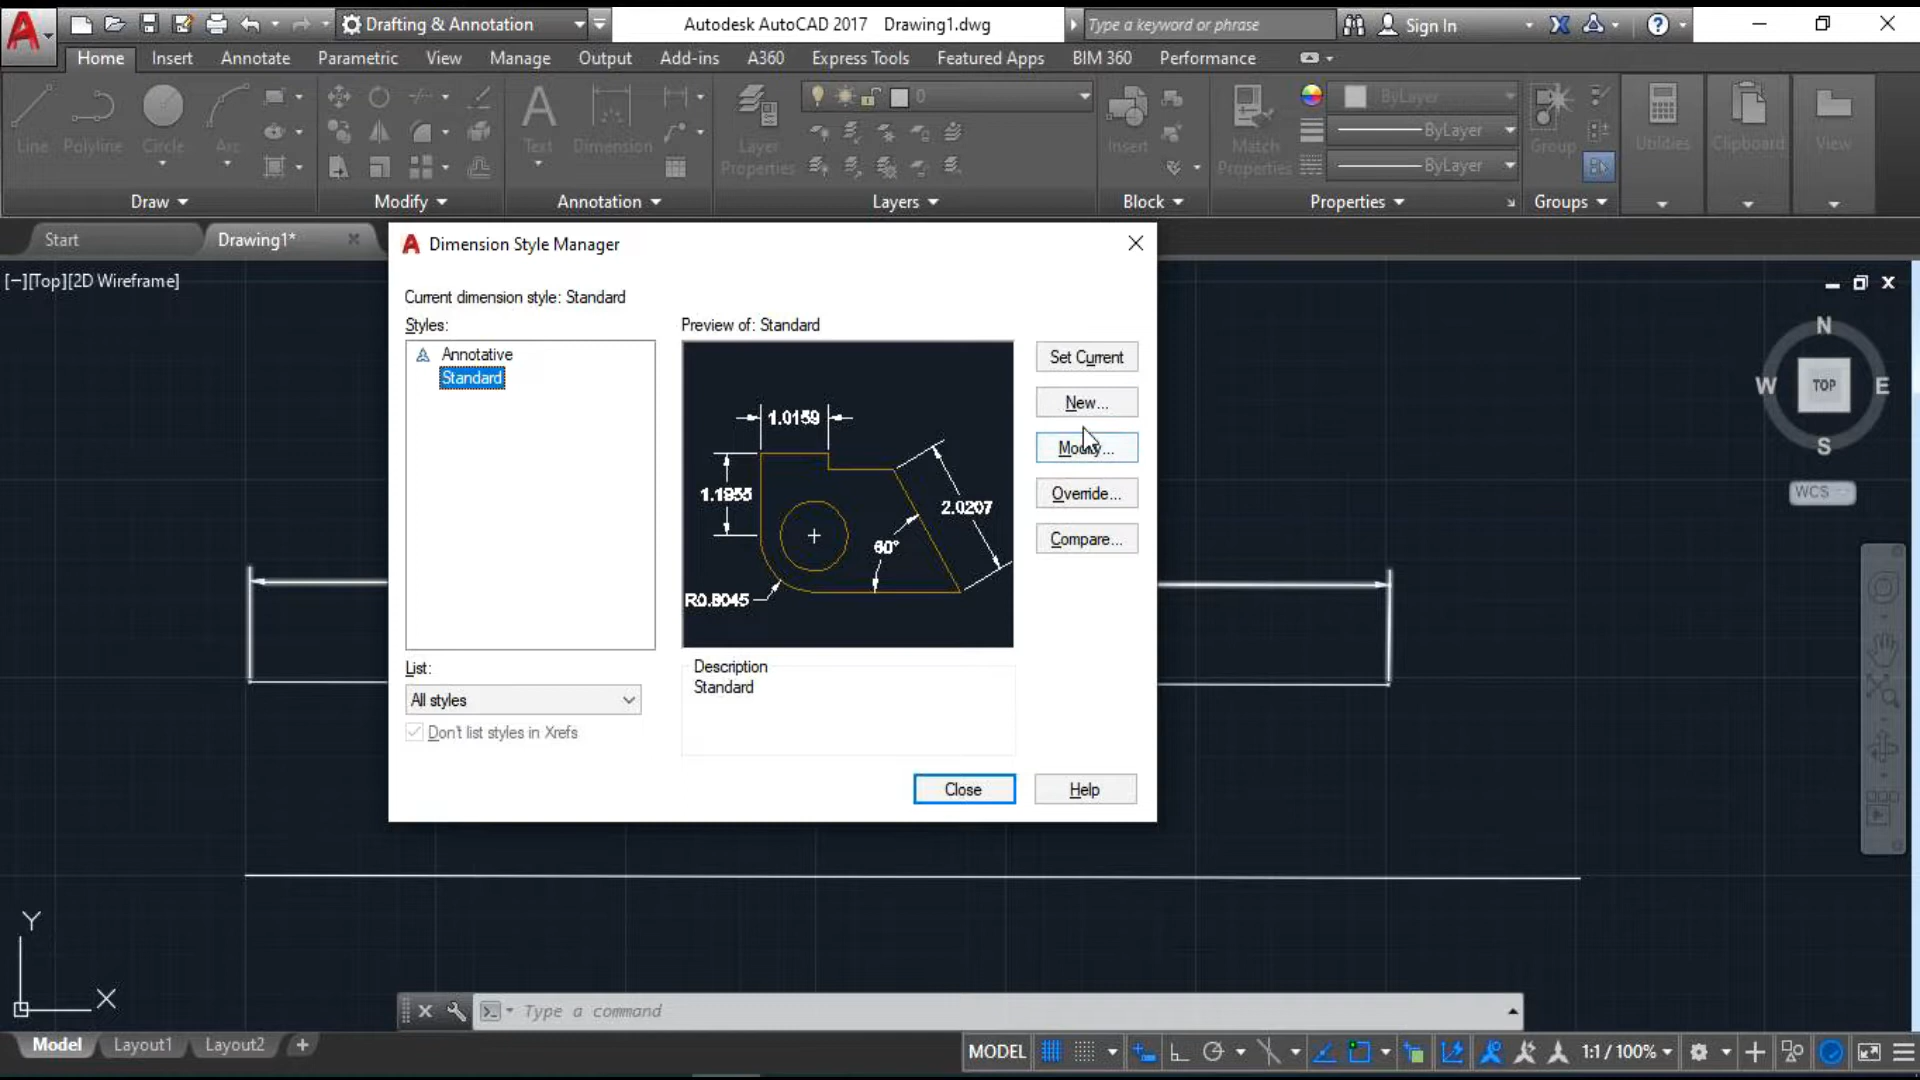 Drafting & Annotation
Autodesk AutoCAD 2017 Drawing1.dwg
Type a keyword or phrase
Sign In
Home Insert Annotate Parametric View Manage Output Add-ins A360 Express Tools Featured Apps BIM 360 Performance
0
ByLayer
ByLayer
ByLayer
Line Polyline Circle Arc Text Dimension Layer Properties Insert Match Properties Group Utilities Clipboard View
Draw Modify Annotation Layers Block Properties Groups
Start Drawing1*
Dimension Style Manager
[−][Top][2D Wireframe]
Current dimension style: Standard
Styles:
Preview of: Standard
Annotative
Standard
Set Current
New...
Modify...
Override...
Compare...
1.0159
1.1955
2.0207
60°
R0.8045
N
W TOP E
S
WCS
List:
All styles
Don't list styles in Xrefs
Description
Standard
Close Help
Y
X
Type a command
Model Layout1 Layout2 +
MODEL
1:1 / 100%